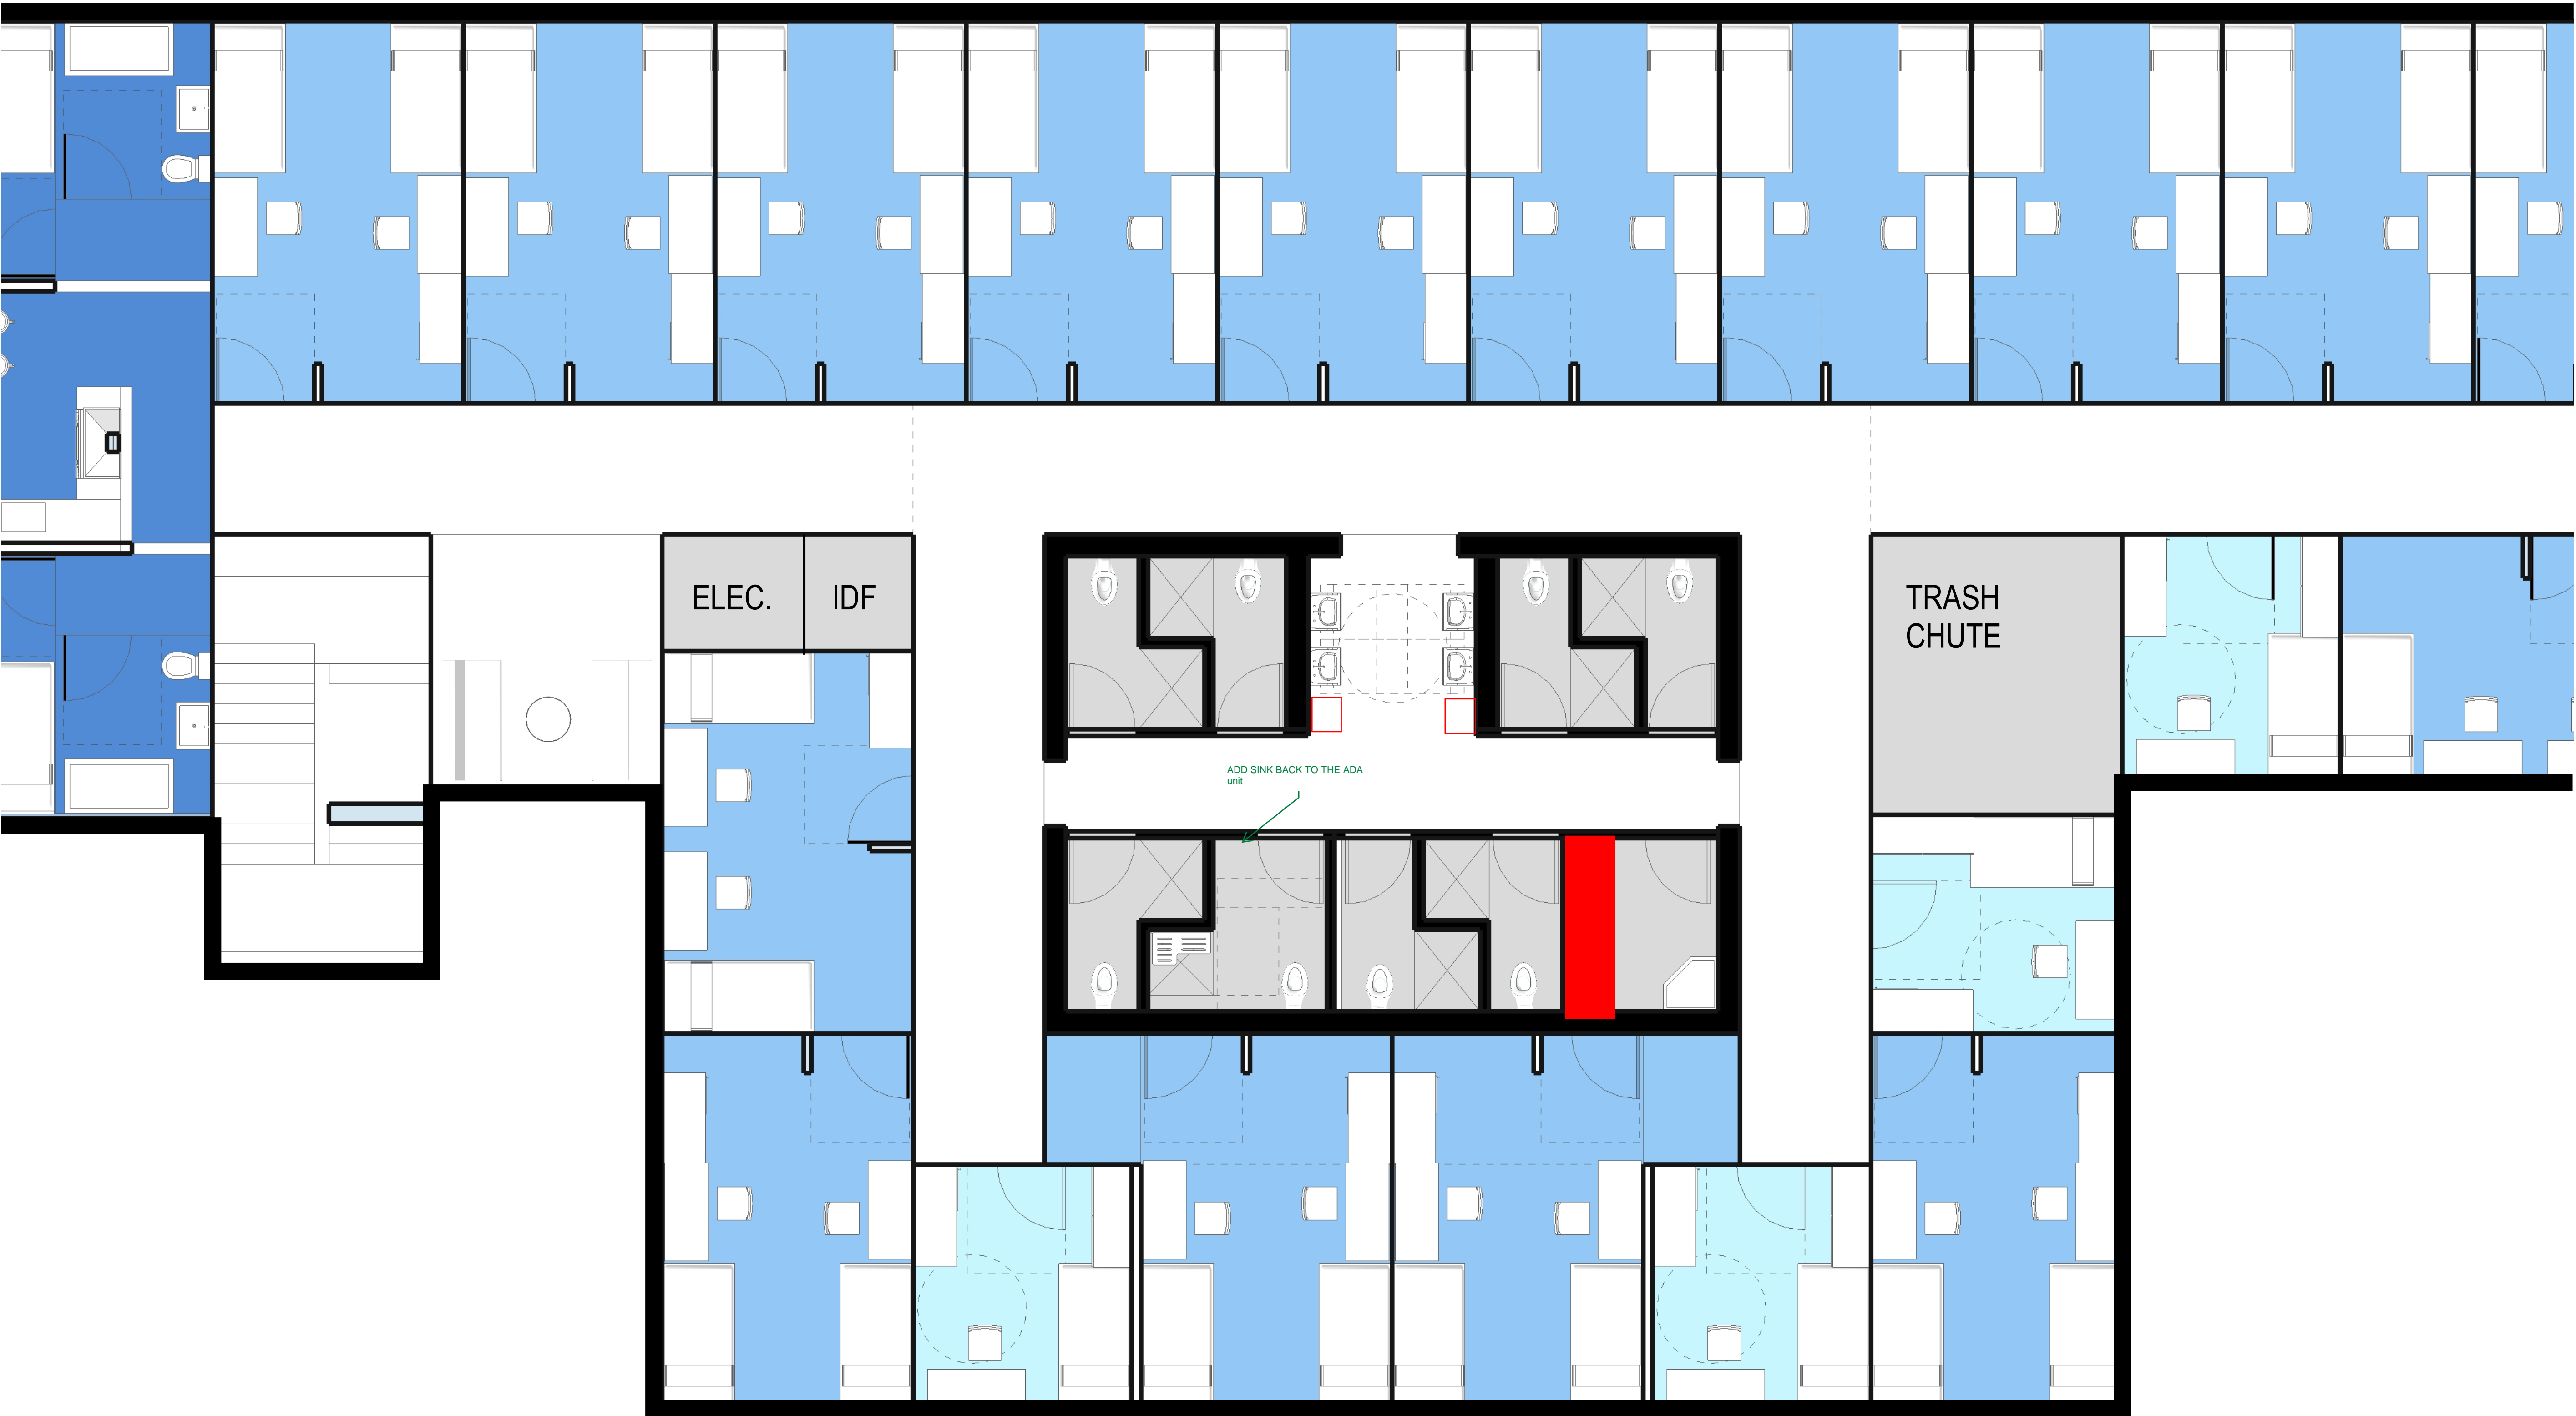 ELEC.
IDF
TRASH
CHUTE
ADD SINK BACK TO THE ADA
unit